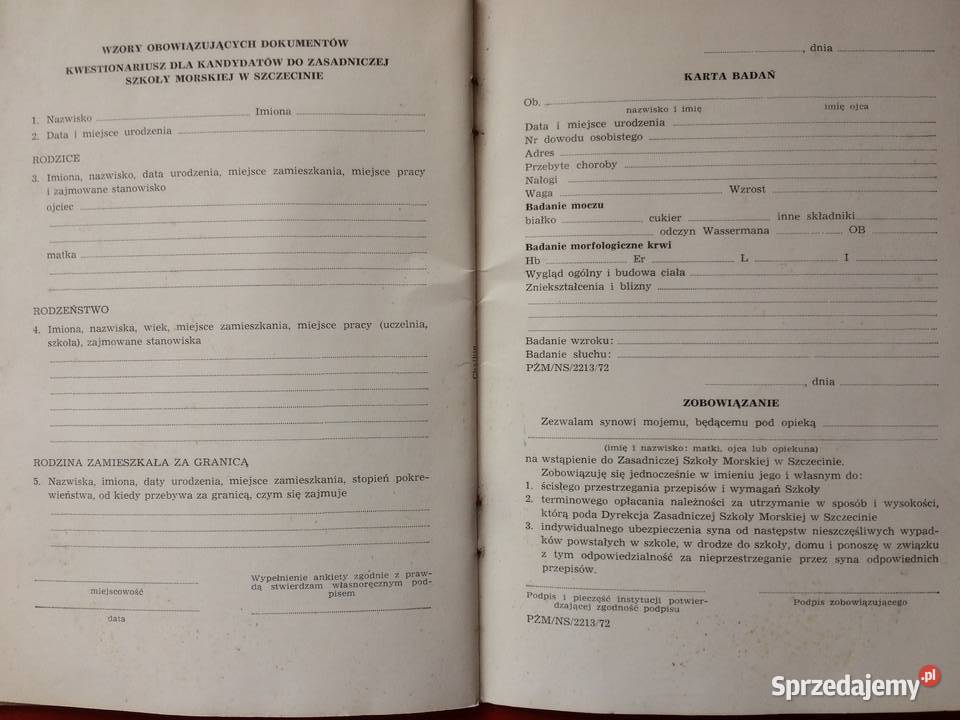 WZORY OBOWIĄZUJĄCYCH DOKUMENTÓW
KWESTIONARIUSZ DLA KANDYDATÓW DO ZASADNICZEJ
SZKOŁY MORSKIEJ W SZCZECINIE
1. Nazwisko Imiona
2. Data i miejsce urodzenia
RODZICE
3. Imiona, nazwisko, data urodzenia, miejsce zamieszkania, miejsce pracy
i zajmowane stanowisko
ojciec
matka
RODZEŃSTWO
4. Imiona, nazwiska, wiek, miejsce zamieszkania, miejsce pracy (uczelnia,
szkoła), zajmowane stanowiska
RODZINA ZAMIESZKAŁA ZA GRANICĄ
5. Nazwiska, imiona, daty urodzenia, miejsce zamieszkania, stopień pokre-
wieństwa, od kiedy przebywa za granicą, czym się zajmuje
miejscowość
data
Wypełnienie ankiety zgodnie z praw-
dą stwierdzam własnoręcznym pod-
pisem
, dnia
KARTA BADAŃ
Ob.
nazwisko i imię imię ojca
Data i miejsce urodzenia
Nr dowodu osobistego
Adres
Przebyte choroby
Nałogi
Waga Wzrost
Badanie moczu
białko cukier inne składniki
odczyn Wassermana OB
Badanie morfologiczne krwi
Hb Er L I
Wygląd ogólny i budowa ciała
Zniekształcenia i blizny
Badanie wzroku:
Badanie słuchu:
PŻM/NS/2213/72
, dnia
ZOBOWIĄZANIE
Zezwalam synowi mojemu, będącemu pod opieką
(imię i nazwisko: matki, ojca lub opiekuna)
na wstąpienie do Zasadniczej Szkoły Morskiej w Szczecinie.
Zobowiązuję się jednocześnie w imieniu jego i własnym do:
1. ścisłego przestrzegania przepisów i wymagań Szkoły
2. terminowego opłacania należności za utrzymanie w sposób i wysokości,
którą poda Dyrekcja Zasadniczej Szkoły Morskiej w Szczecinie
3. indywidualnego ubezpieczenia syna od następstw nieszczęśliwych wypad-
ków powstałych w szkole, w drodze do szkoły, domu i ponoszę w związku
z tym odpowiedzialność za nieprzestrzeganie przez syna odpowiednich
przepisów.
Podpis i pieczęść instytucji potwier-
dzającej zgodność podpisu
Podpis zobowiązującego
PŻM/NS/2213/72
Sprzedajemy.pl